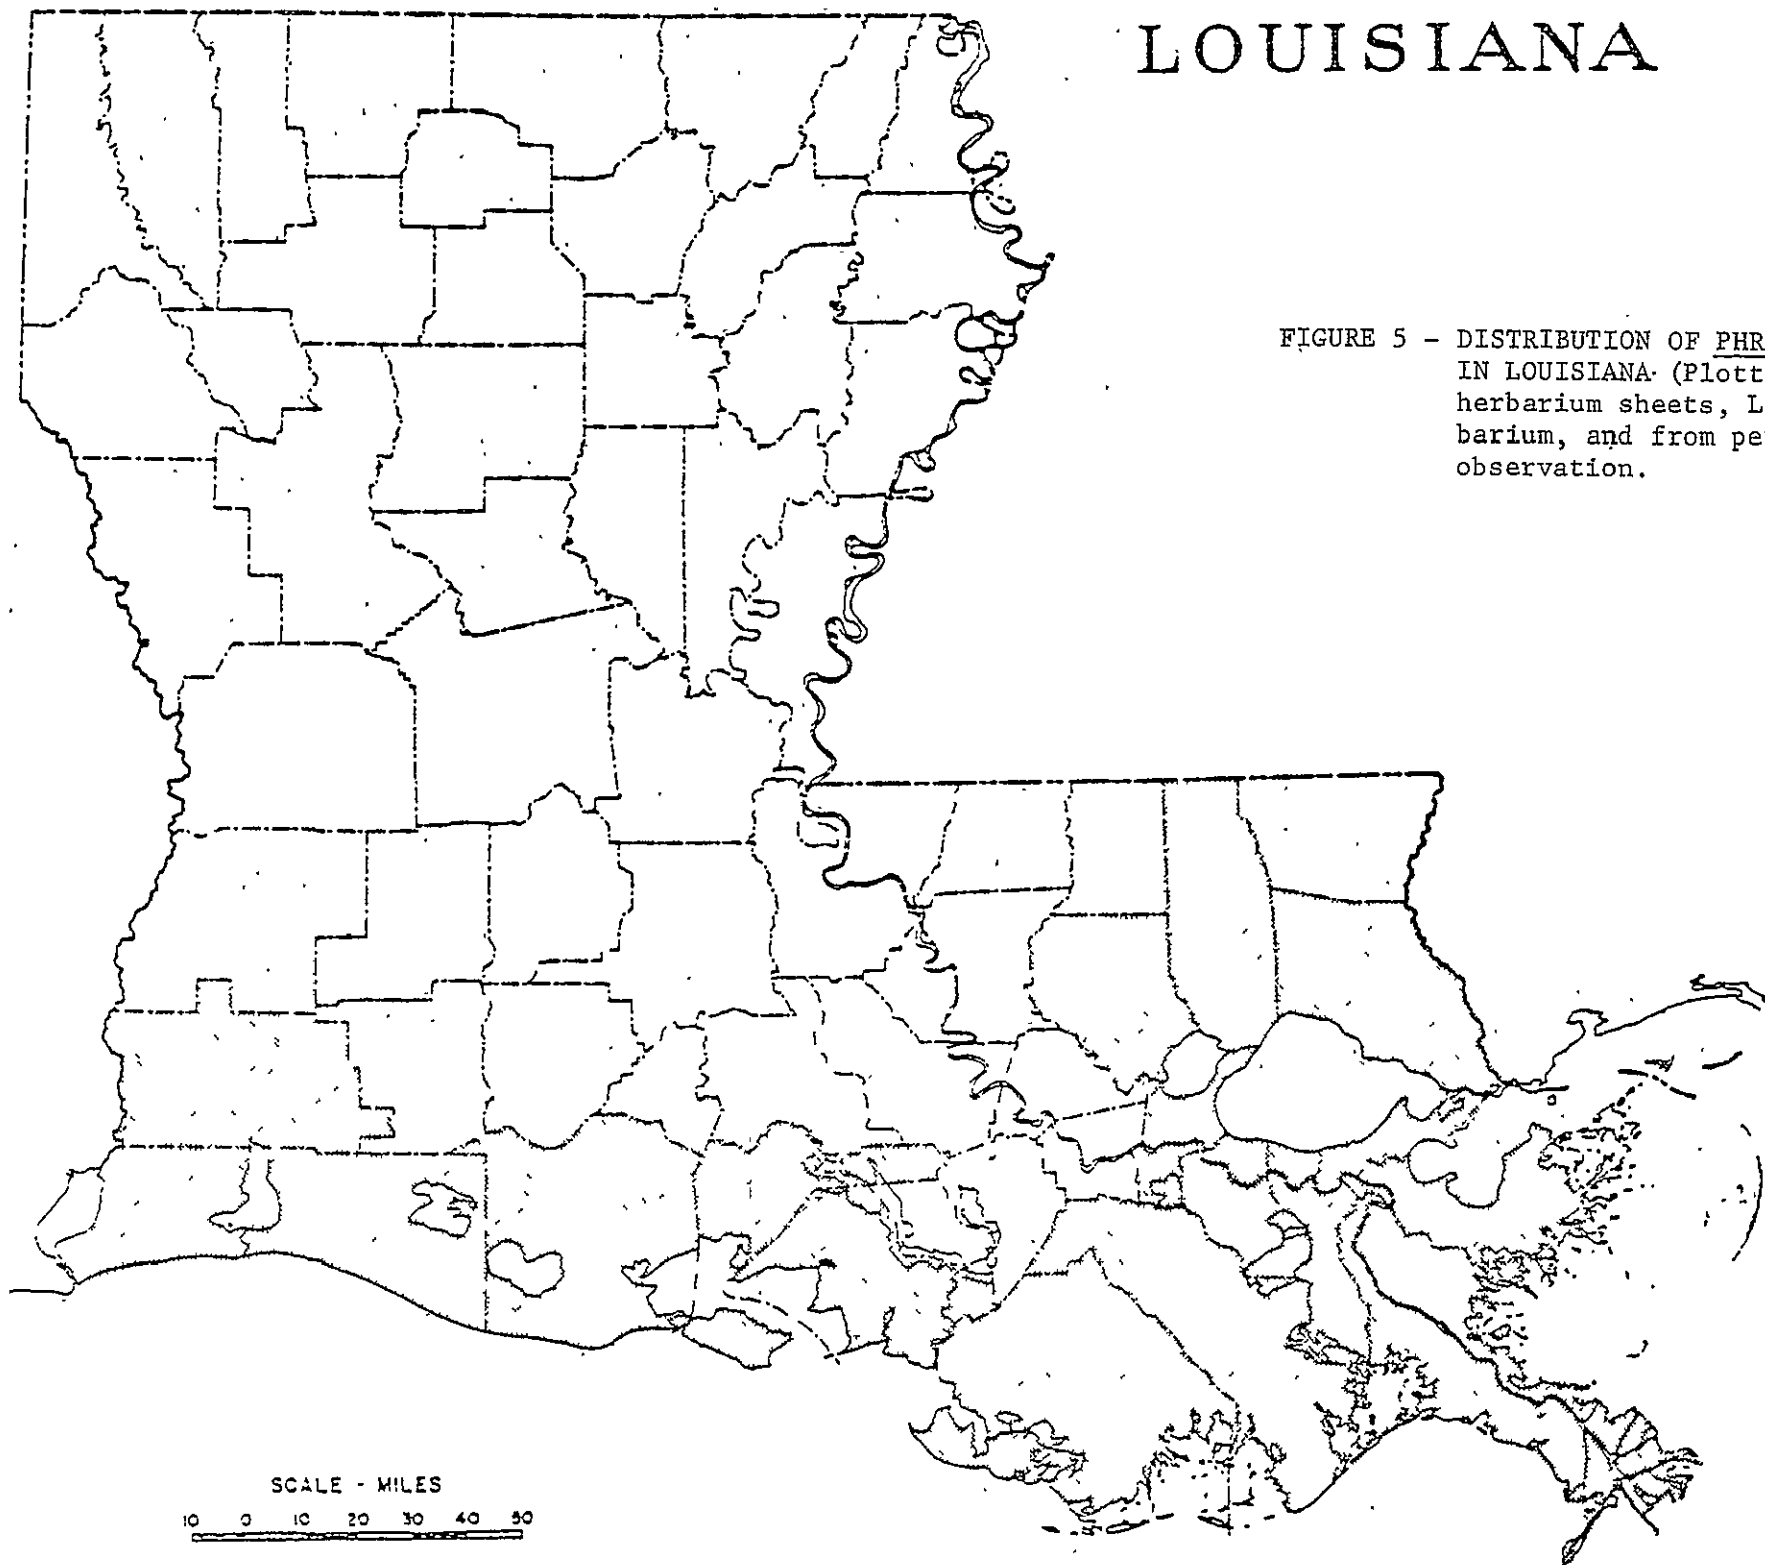 LOUISIANA
FIGURE 5 - DISTRIBUTION OF PHR
IN LOUISIANA (Plott
herbarium sheets, L
barium, and from pe
observation.
SCALE - MILES
10 0 10 20 30 40 50